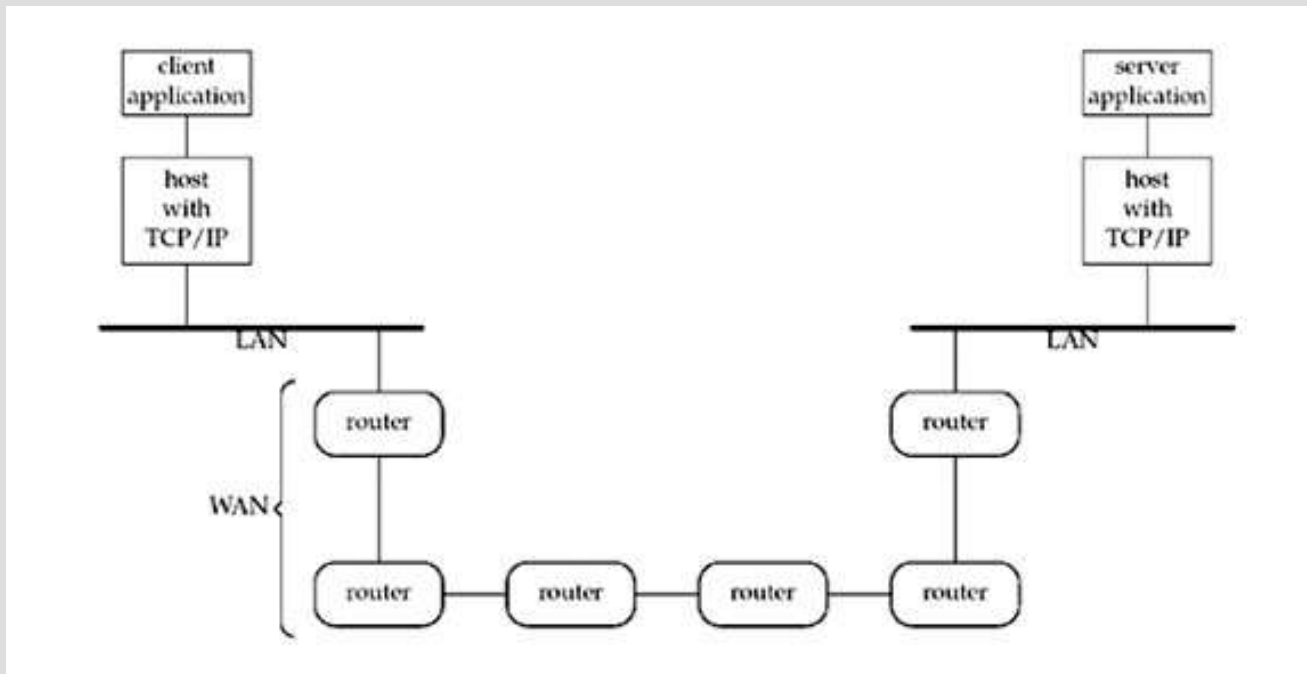 client
application
server
application
host
with
TCP/IP
host
with
TCP/IP
LAN
LAN
router
router
WAN
router
router
router
router